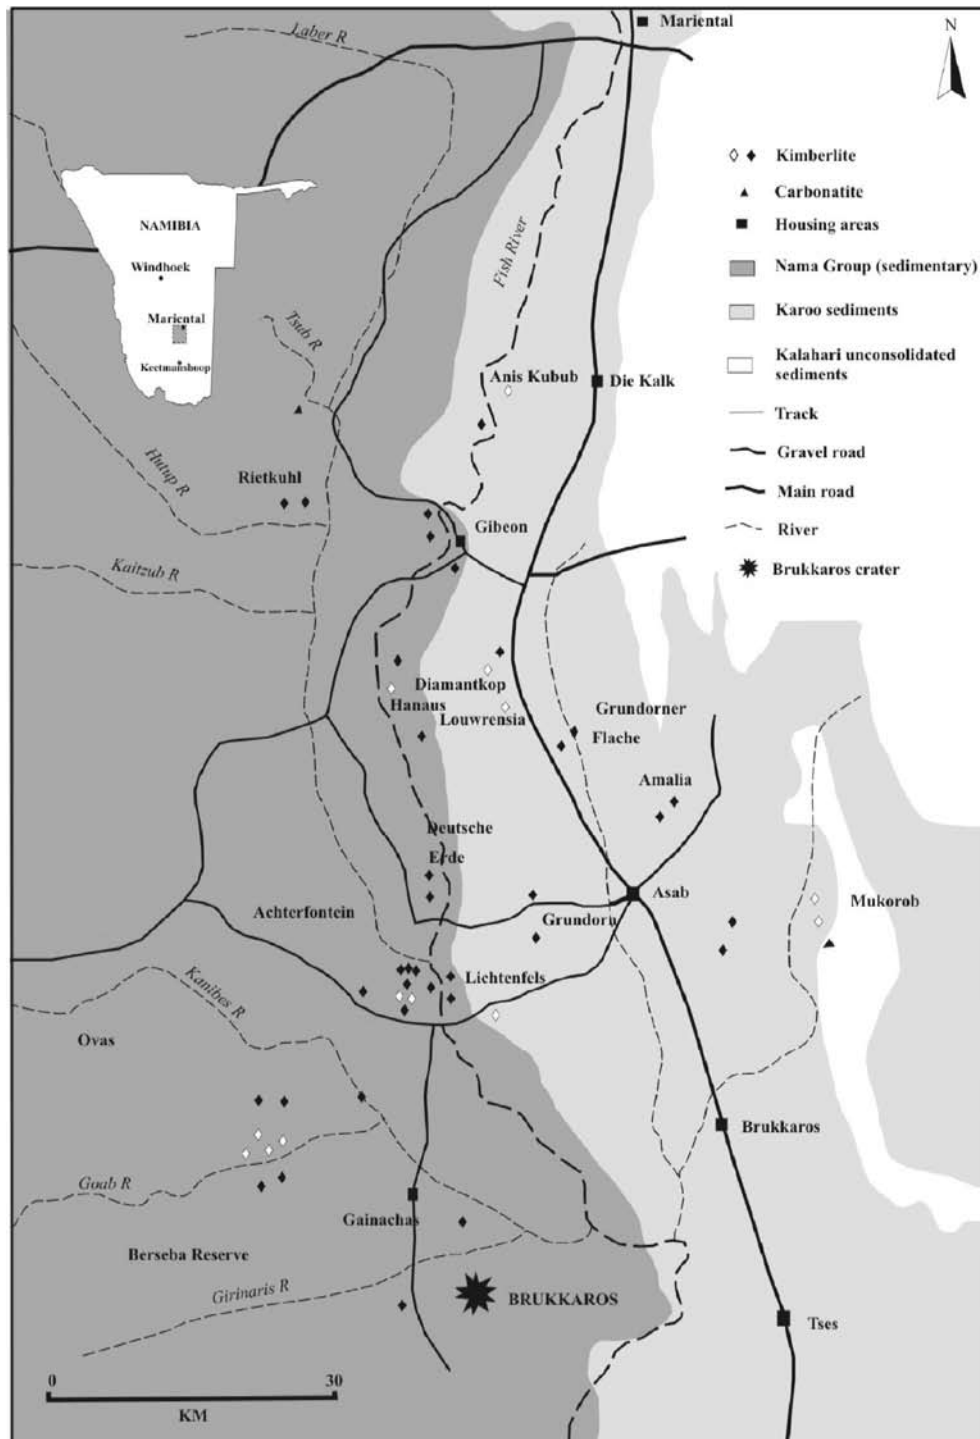 Mariental
Laber R
N
Kimberlite
Carbonatite
Housing areas
Nama Group (sedimentary)
Karoo sediments
Kalahari unconsolidated
sediments
Track
Gravel road
Main road
River
Brukkaros crater
NAMIBIA
Windhoek
Mariental
Keetmanshoop
Fish River
Tsub R
Anis Kubub
Die Kalk
Hutup R
Rietkuhl
Gibeon
Kaitzub R
Diamantkop
Hanaus
Louwrensia
Grundorner
Flache
Amalia
Deutsche
Erde
Asab
Mukorob
Achterfontein
Grundorn
Lichtenfels
Kanibes R
Ovas
Brukkaros
Goab R
Gainachas
Berseba Reserve
Girinaris R
BRUKKAROS
Tses
0 30
KM